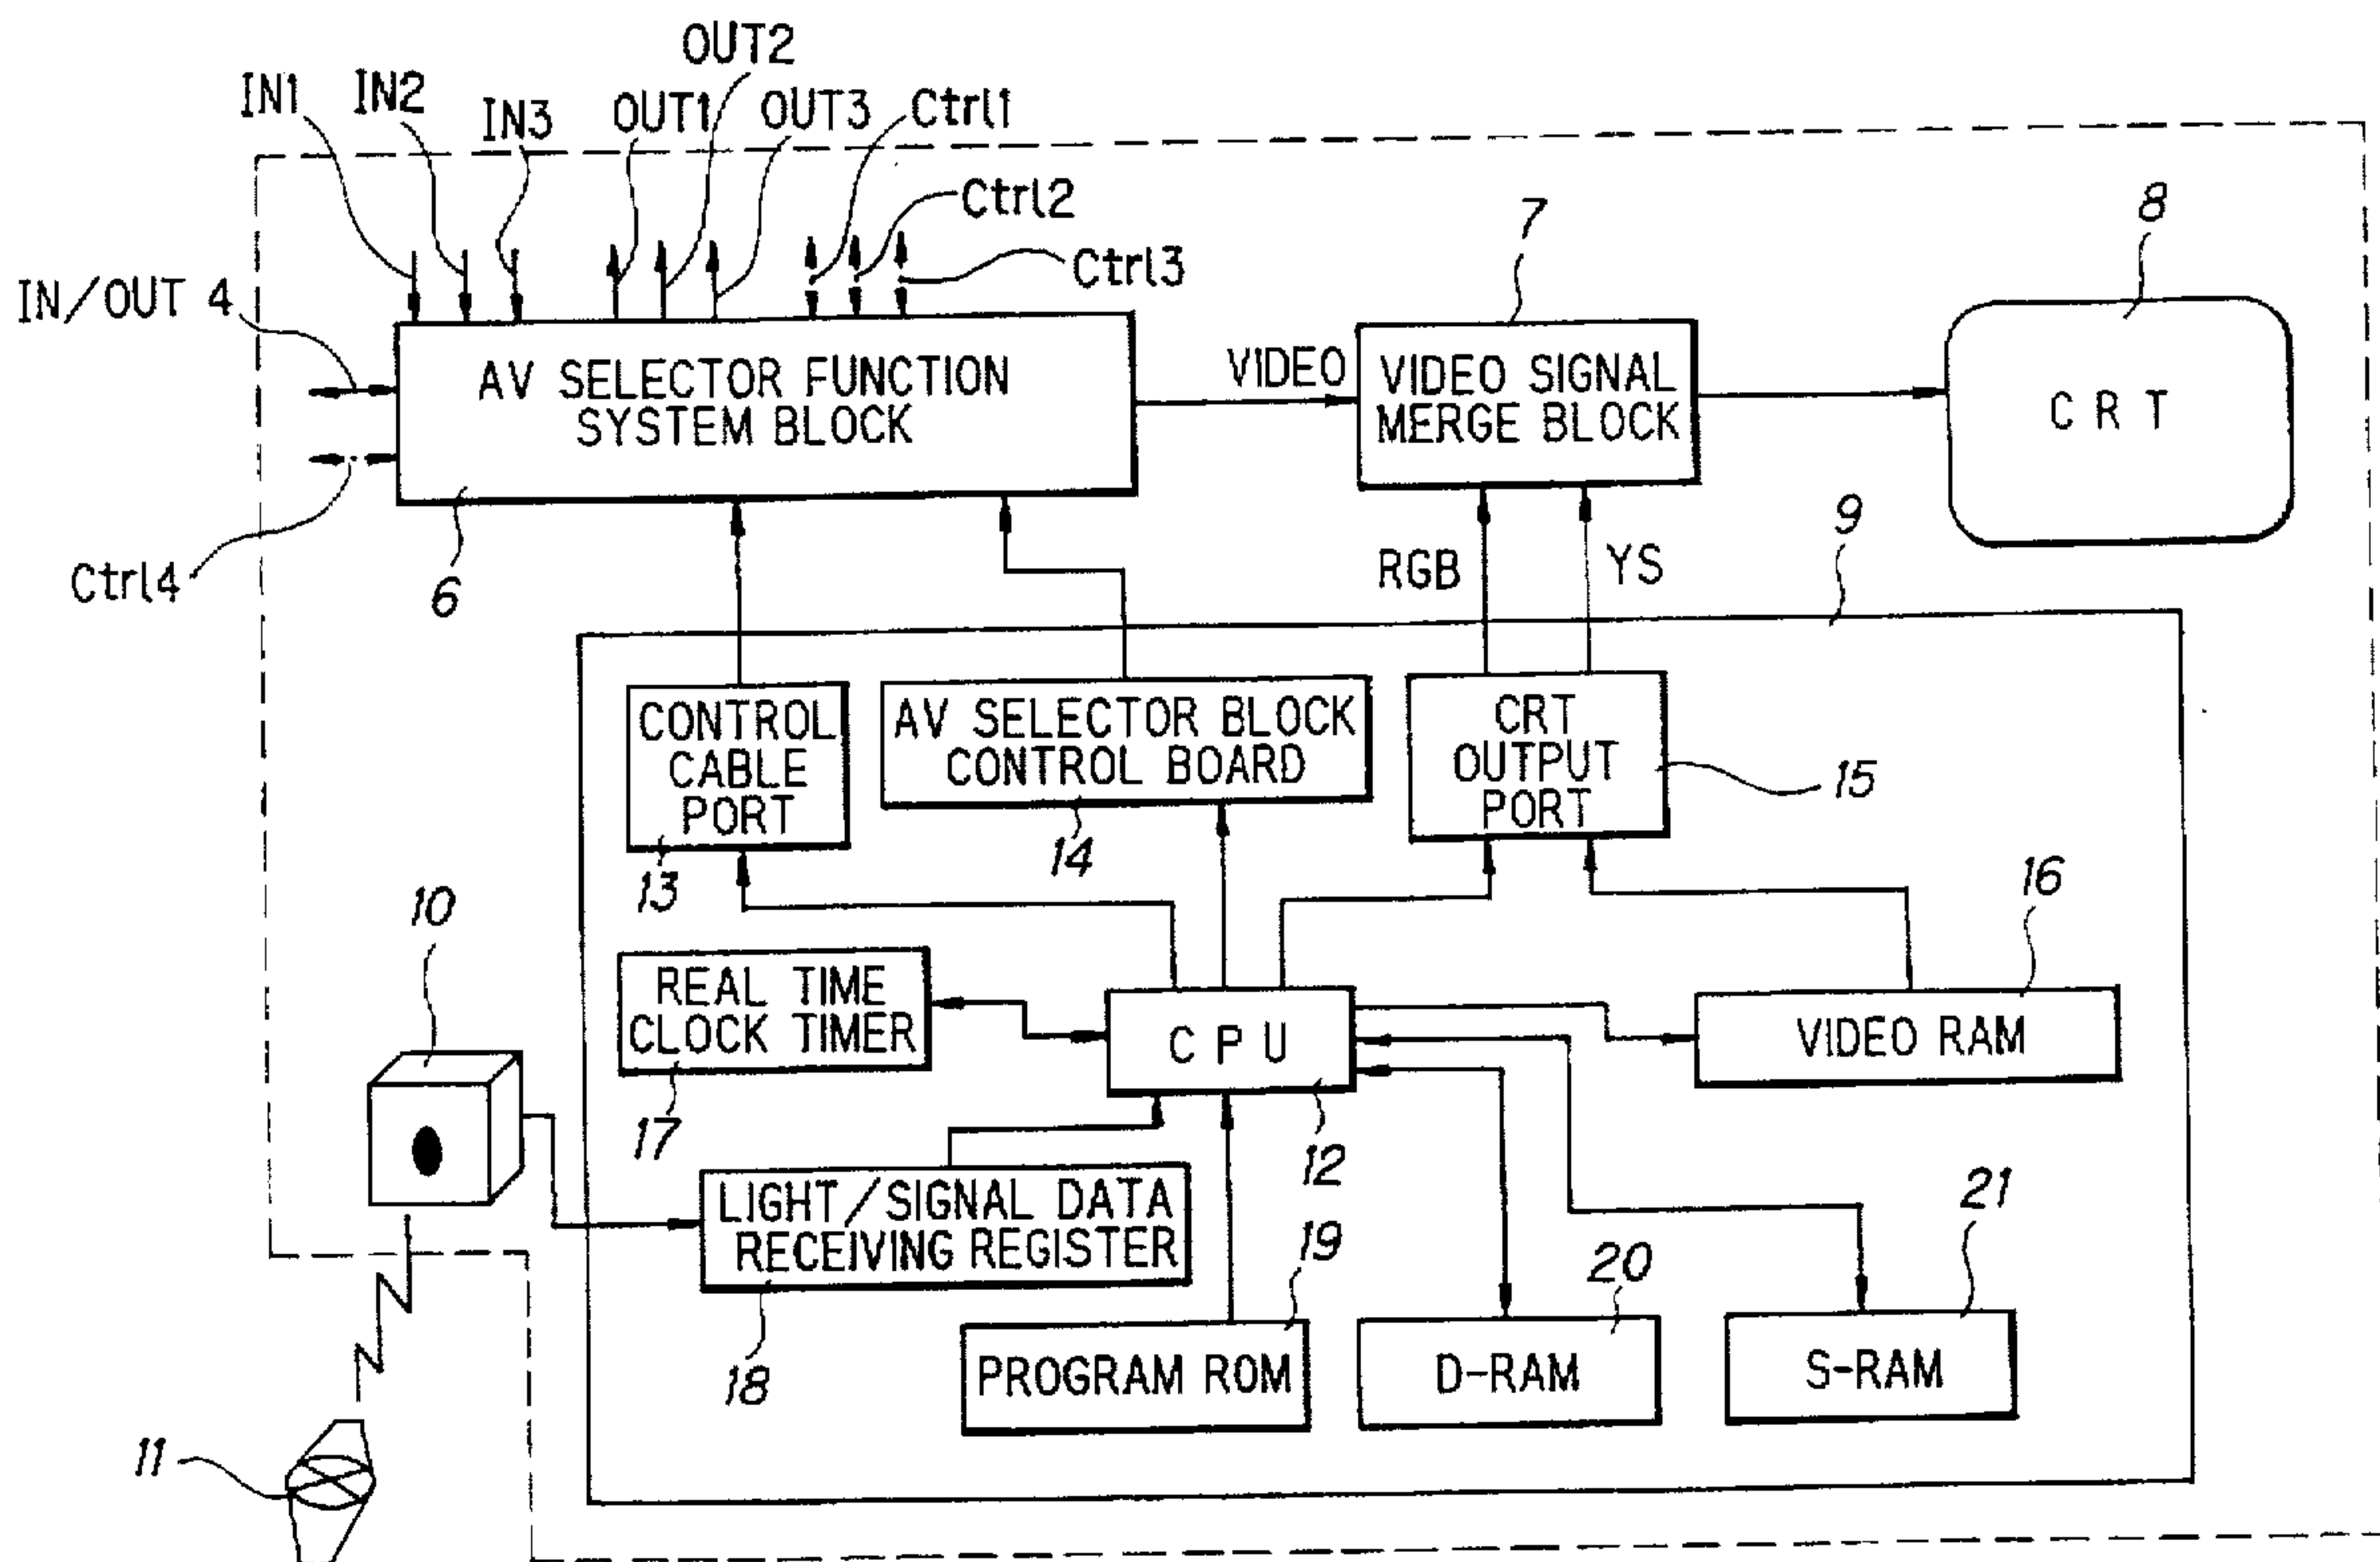 OUT2
IN1
IN2
IN3
OUT1
OUT3
Ctrl1
Ctrl2
Ctrl3
7
8
IN/OUT 4
AV SELECTOR FUNCTION
SYSTEM BLOCK
VIDEO
VIDEO SIGNAL
MERGE BLOCK
C R T
Ctrl4
6
RGB
YS
9
CONTROL
CABLE
PORT
AV SELECTOR BLOCK
CONTROL BOARD
CRT
OUTPUT
PORT
15
13
14
16
10
REAL TIME
CLOCK TIMER
C P U
VIDEO RAM
17
12
LIGHT/SIGNAL DATA
RECEIVING REGISTER
21
19
20
18
PROGRAM ROM
D-RAM
S-RAM
11